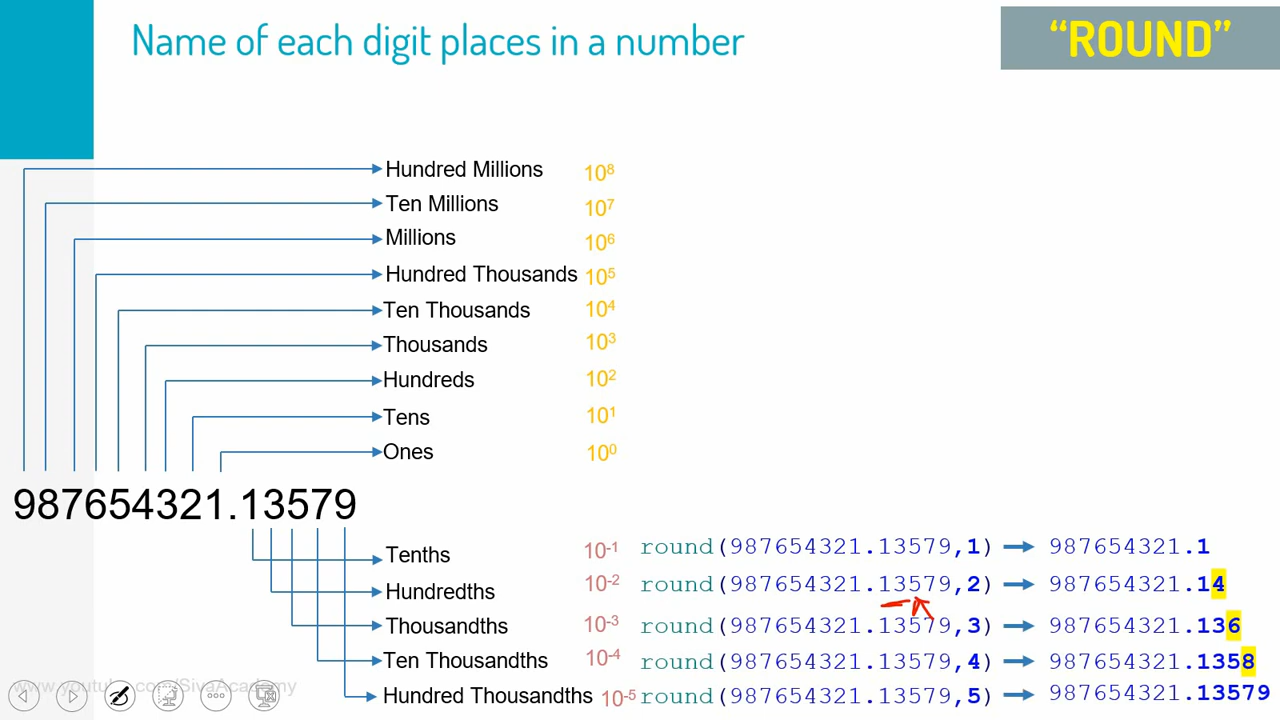 Name of each digit places in a number
“ROUND”
Hundred Millions 10⁸
Ten Millions 10⁷
Millions 10⁶
Hundred Thousands 10⁵
Ten Thousands 10⁴
Thousands 10³
Hundreds 10²
Tens 10¹
Ones 10⁰
987654321.13579
Tenths 10⁻¹ round(987654321.13579,1) 987654321.1
Hundredths 10⁻² round(987654321.13579,2) 987654321.14
Thousandths 10⁻³ round(987654321.13579,3) 987654321.136
Ten Thousandths 10⁻⁴ round(987654321.13579,4) 987654321.1358
Hundred Thousandths 10⁻⁵ round(987654321.13579,5) 987654321.13579
www.youtube.com/SivaAcademy